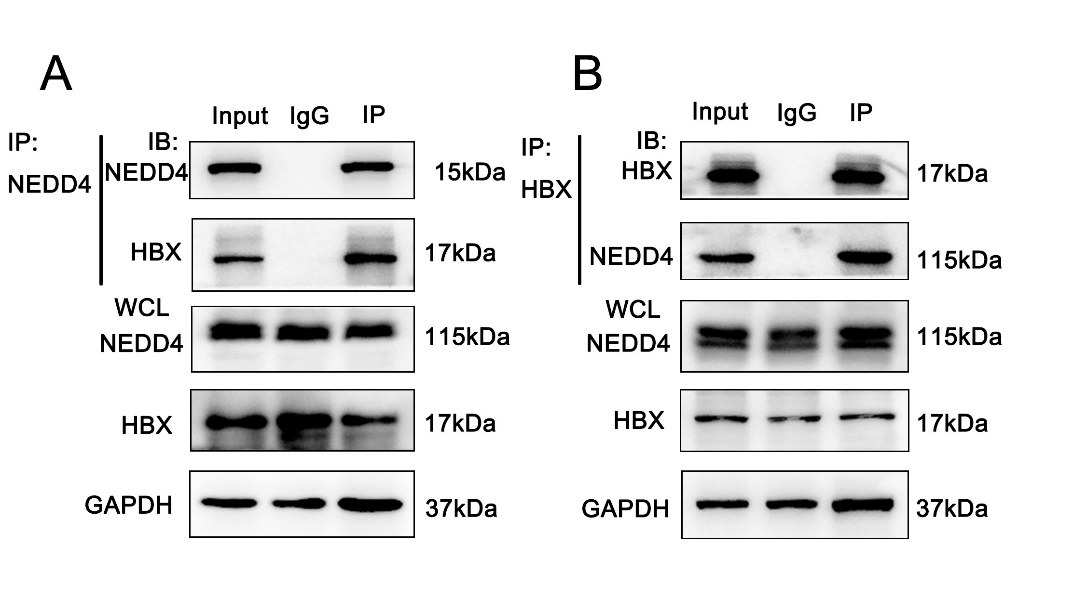 A
Input IgG IP
IP:
NEDD4
IB:
NEDD4 15kDa
HBX 17kDa
WCL
NEDD4 115kDa
HBX 17kDa
GAPDH 37kDa
B
Input IgG IP
IP:
HBX
IB:
HBX 17kDa
NEDD4 115kDa
WCL
NEDD4 115kDa
HBX 17kDa
GAPDH 37kDa